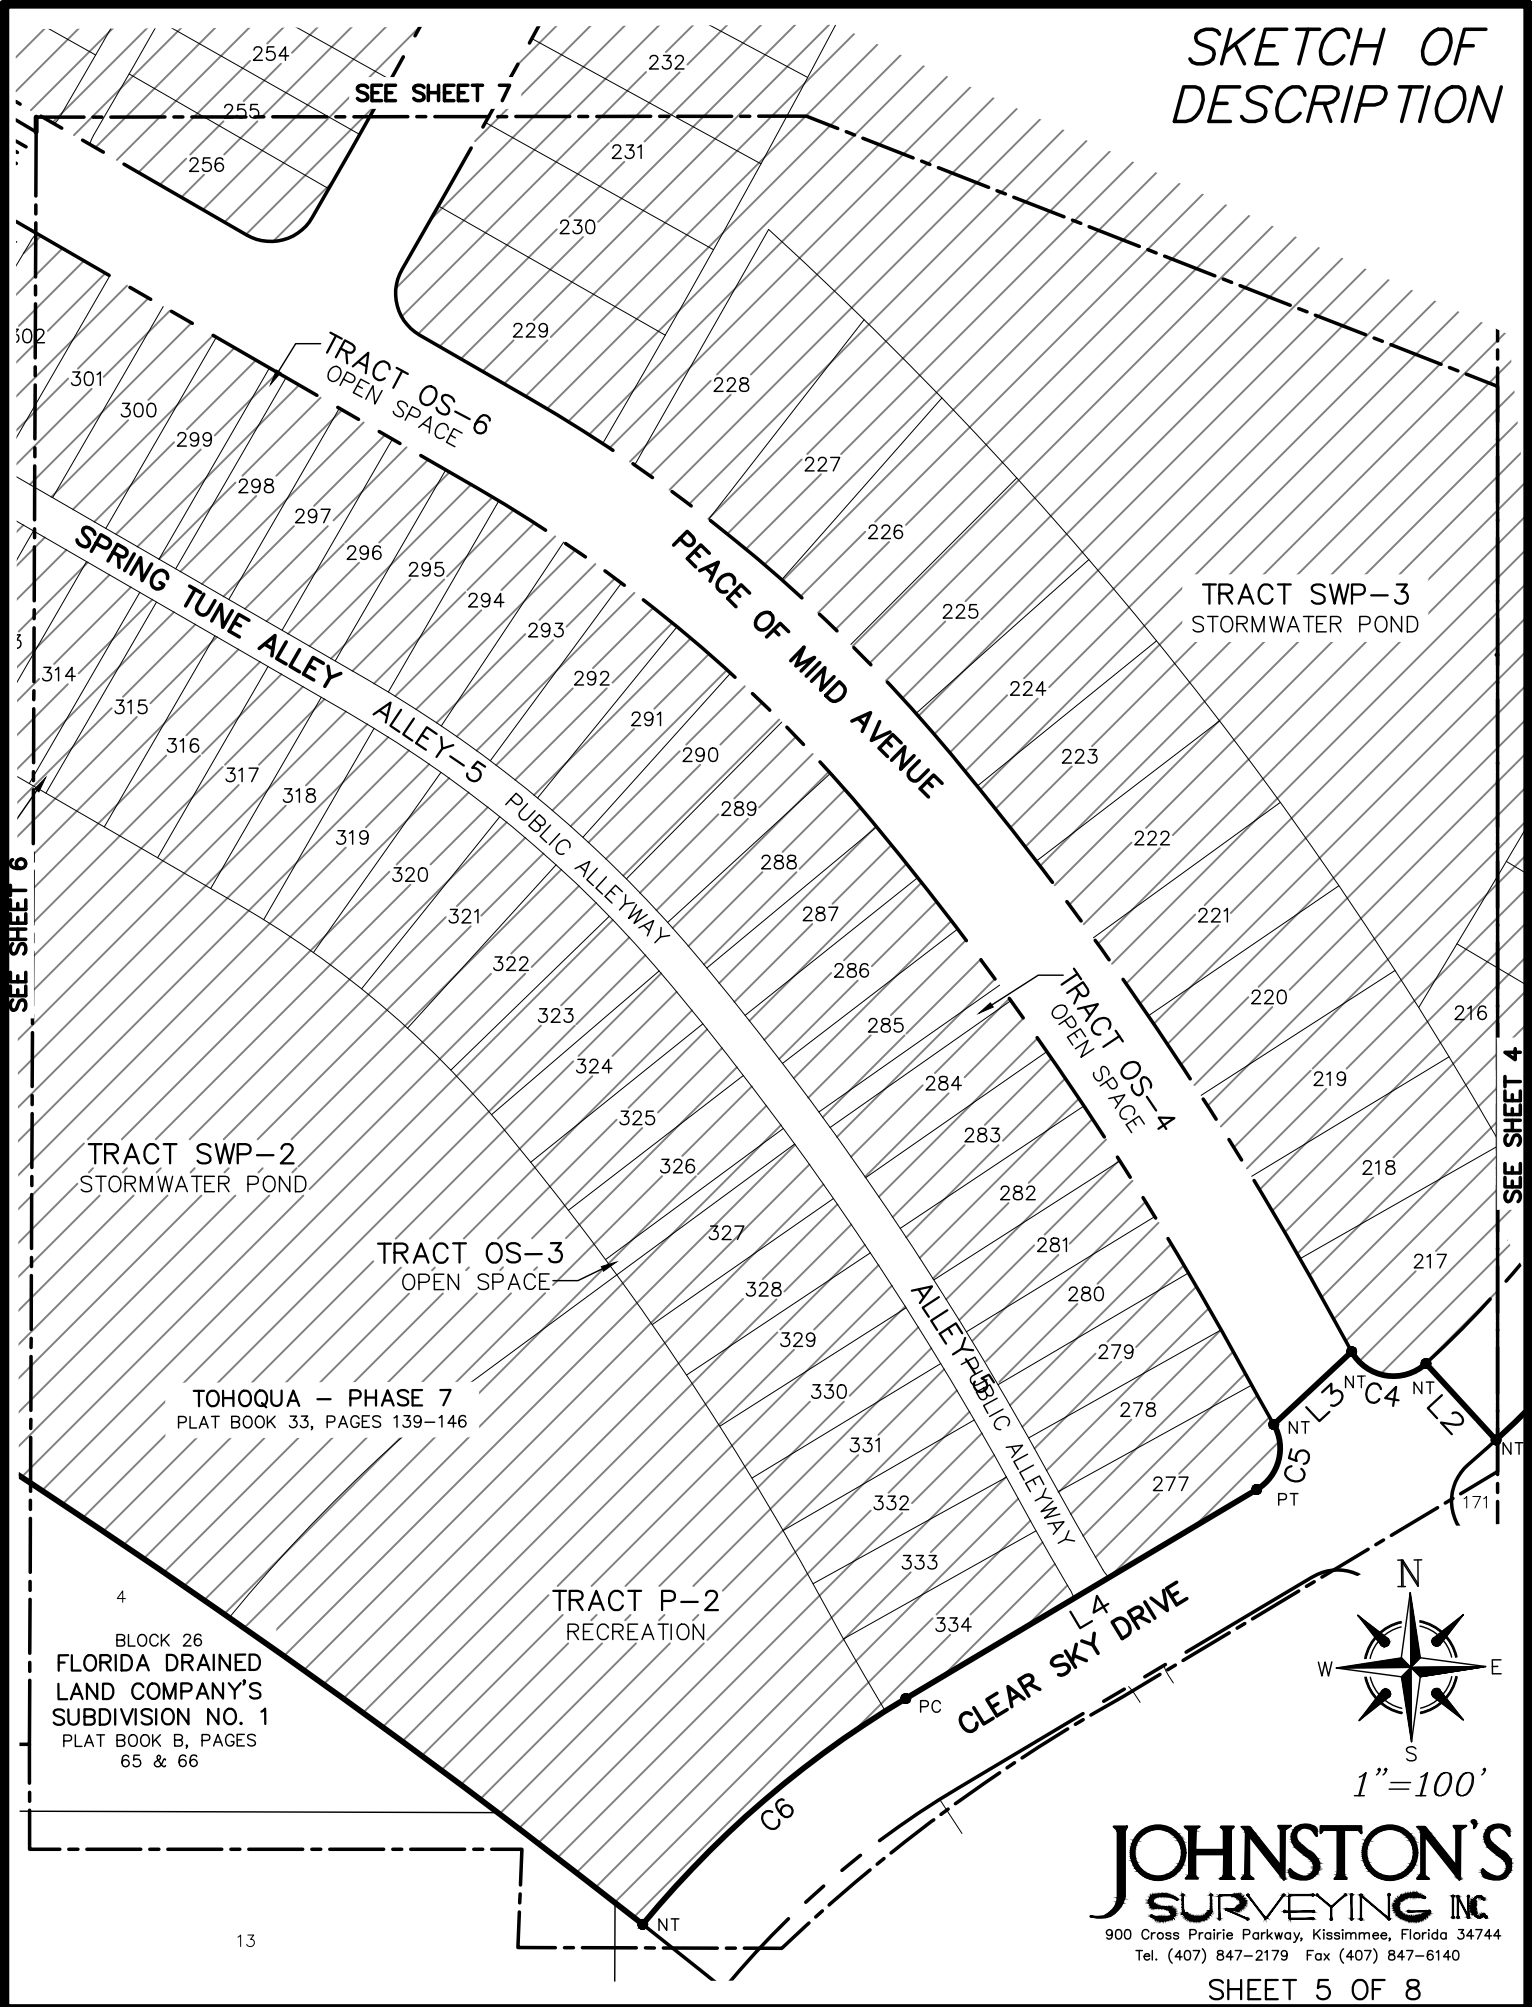 SKETCH OF
DESCRIPTION
SEE SHEET 7
254
255
256
232
231
230
229
228
227
226
225
224
223
222
221
220
219
218
217
216
302
301
300
299
298
297
296
295
294
293
292
291
290
289
288
287
286
285
284
283
282
281
280
279
278
277
TRACT OS-6
OPEN SPACE
PEACE OF MIND AVENUE
TRACT SWP-3
STORMWATER POND
SPRING TUNE ALLEY
ALLEY-5
PUBLIC ALLEYWAY
314
315
316
317
318
319
320
321
322
323
324
325
326
327
328
329
330
331
332
333
334
SEE SHEET 6
SEE SHEET 4
TRACT OS-4
OPEN SPACE
TRACT SWP-2
STORMWATER POND
TRACT OS-3
OPEN SPACE
ALLEY-5
PUBLIC ALLEYWAY
TOHOQUA - PHASE 7
PLAT BOOK 33, PAGES 139-146
NT
L3
NT
C4
L2
NT
C5
PT
171
TRACT P-2
RECREATION
L4
CLEAR SKY DRIVE
PC
C6
NT
4
BLOCK 26
FLORIDA DRAINED
LAND COMPANY'S
SUBDIVISION NO. 1
PLAT BOOK B, PAGES
65 & 66
13
N
W
E
S
1"=100'
JOHNSTON'S
SURVEYING INC.
900 Cross Prairie Parkway, Kissimmee, Florida 34744
Tel. (407) 847-2179 Fax (407) 847-6140
SHEET 5 OF 8